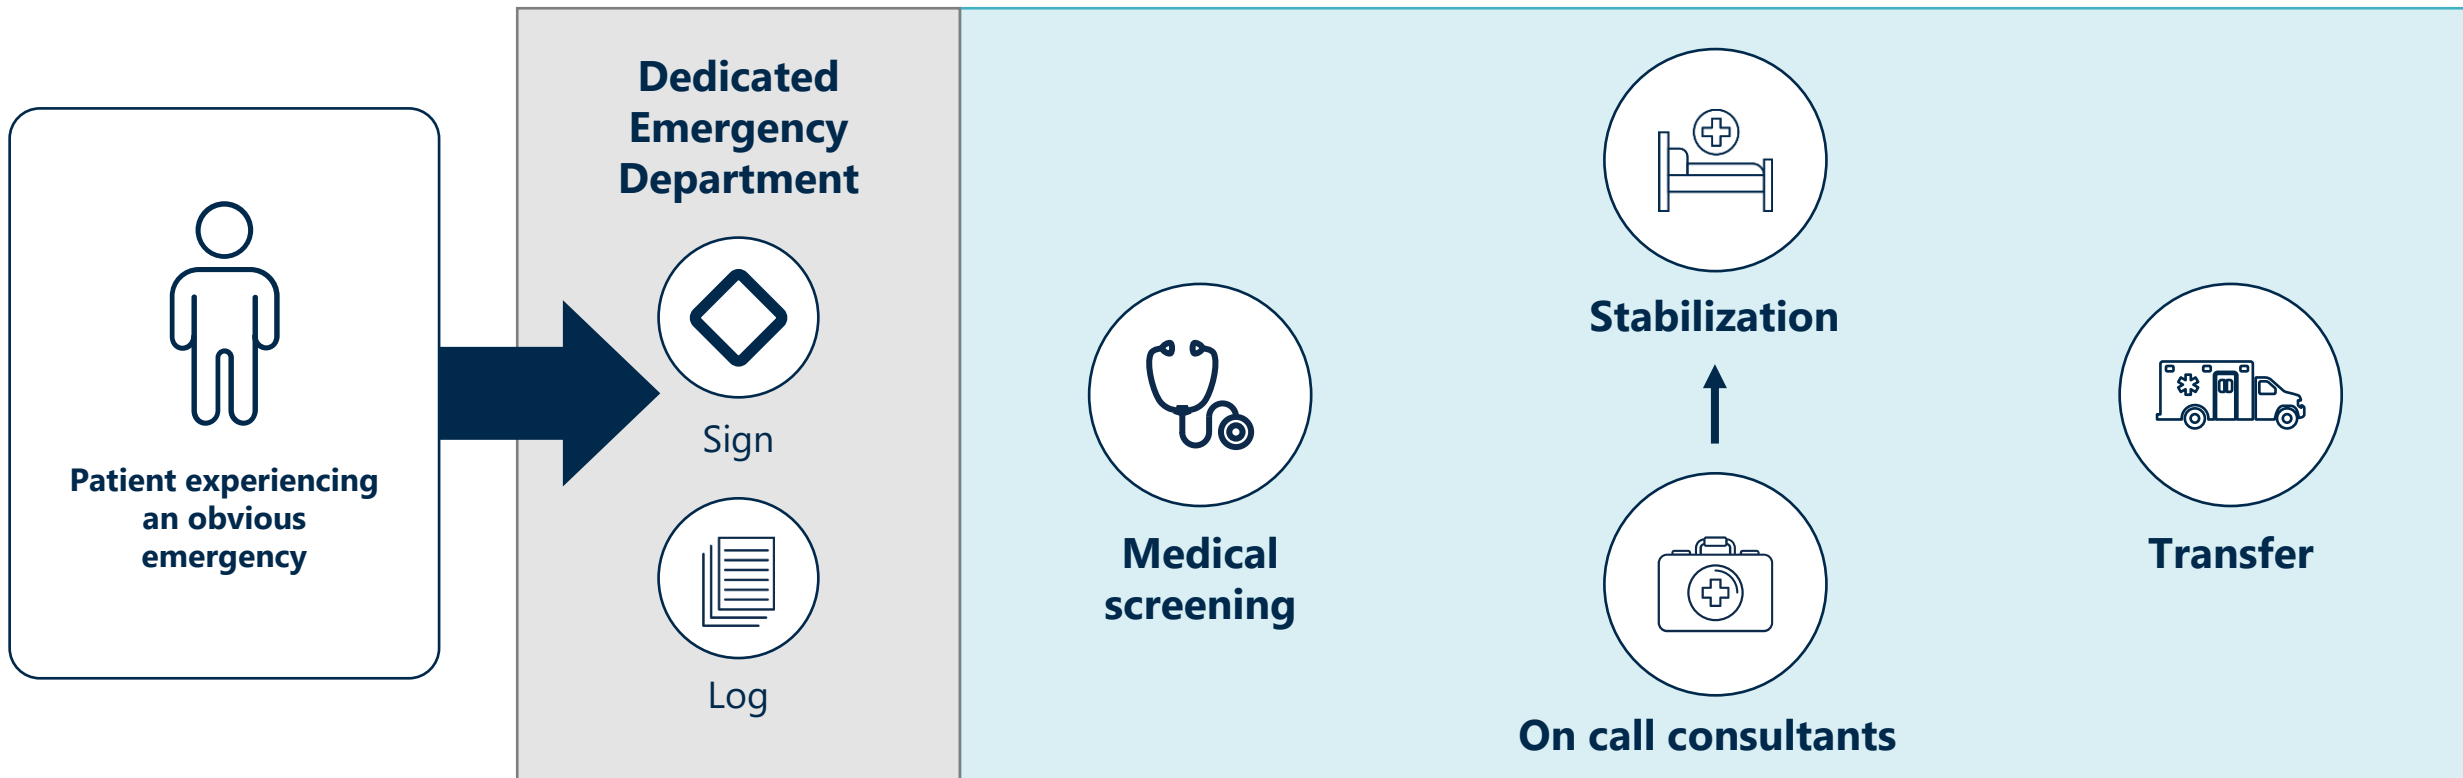 Patient experiencing
an obvious
emergency
Dedicated
Emergency
Department
Sign
Log
Medical
screening
Stabilization
On call consultants
Transfer